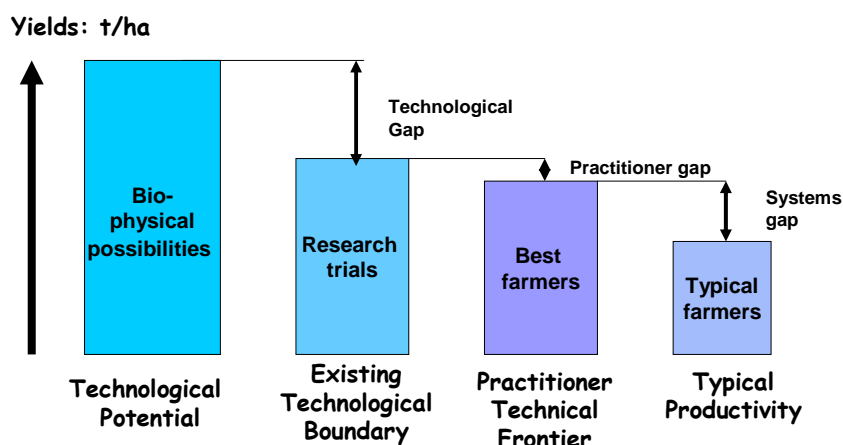 Yields: t/ha
Technological
Gap
Practitioner gap
Systems
gap
Bio-
physical
possibilities
Research
trials
Best
farmers
Typical
farmers
Technological
Potential
Existing
Technological
Boundary
Practitioner
Technical
Frontier
Typical
Productivity